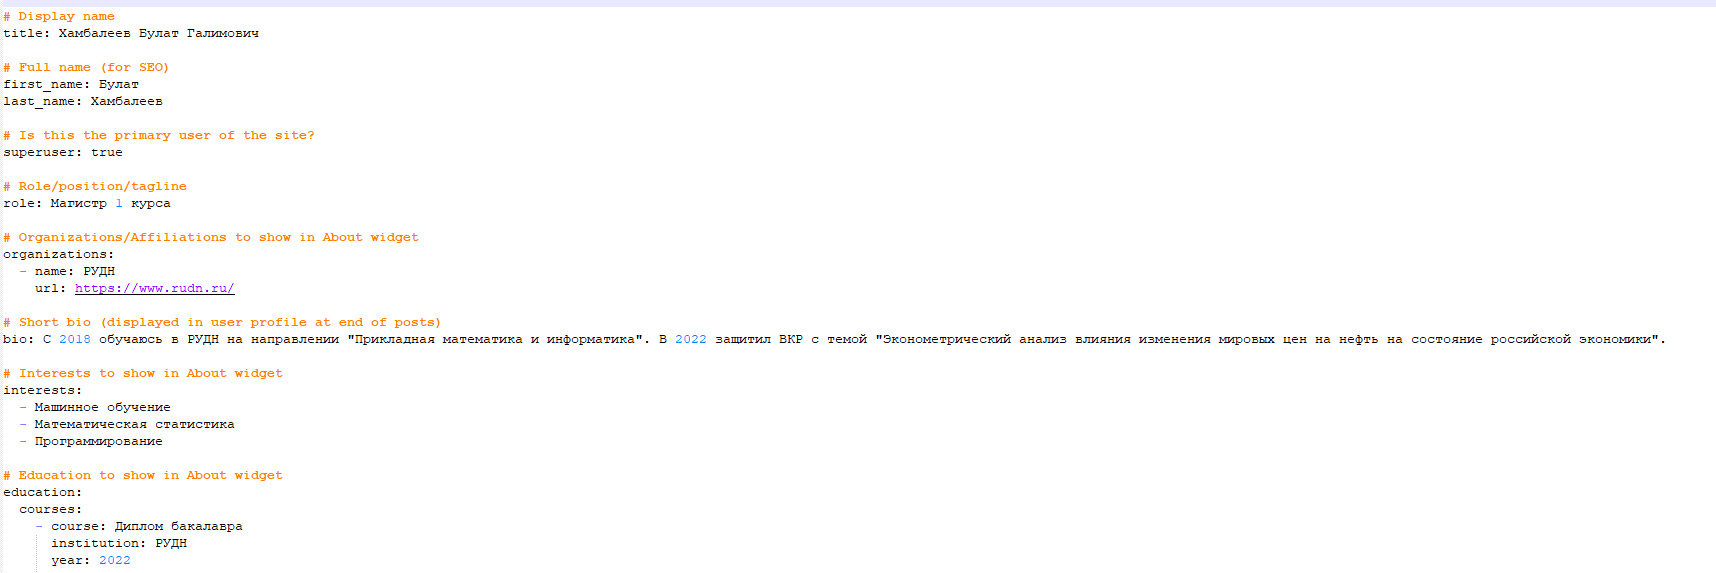 # Display name
title: Хамбалеев Булат Галимович
# Full name (for SEO)
first_name: Булат
last_name: Хамбалеев
# Is this the primary user of the site?
superuser: true
# Role/position/tagline
role: Магистр 1 курса
# Organizations/Affiliations to show in About widget
organizations:
  - name: РУДН
    url: https://www.rudn.ru/
# Short bio (displayed in user profile at end of posts)
bio: С 2018 обучаюсь в РУДН на направлении "Прикладная математика и информатика". В 2022 защитил ВКР с темой "Эконометрический анализ влияния изменения мировых цен на нефть на состояние российской экономики".
# Interests to show in About widget
interests:
  - Машинное обучение
  - Математическая статистика
  - Программирование
# Education to show in About widget
education:
  courses:
    - course: Диплом бакалавра
      institution: РУДН
      year: 2022